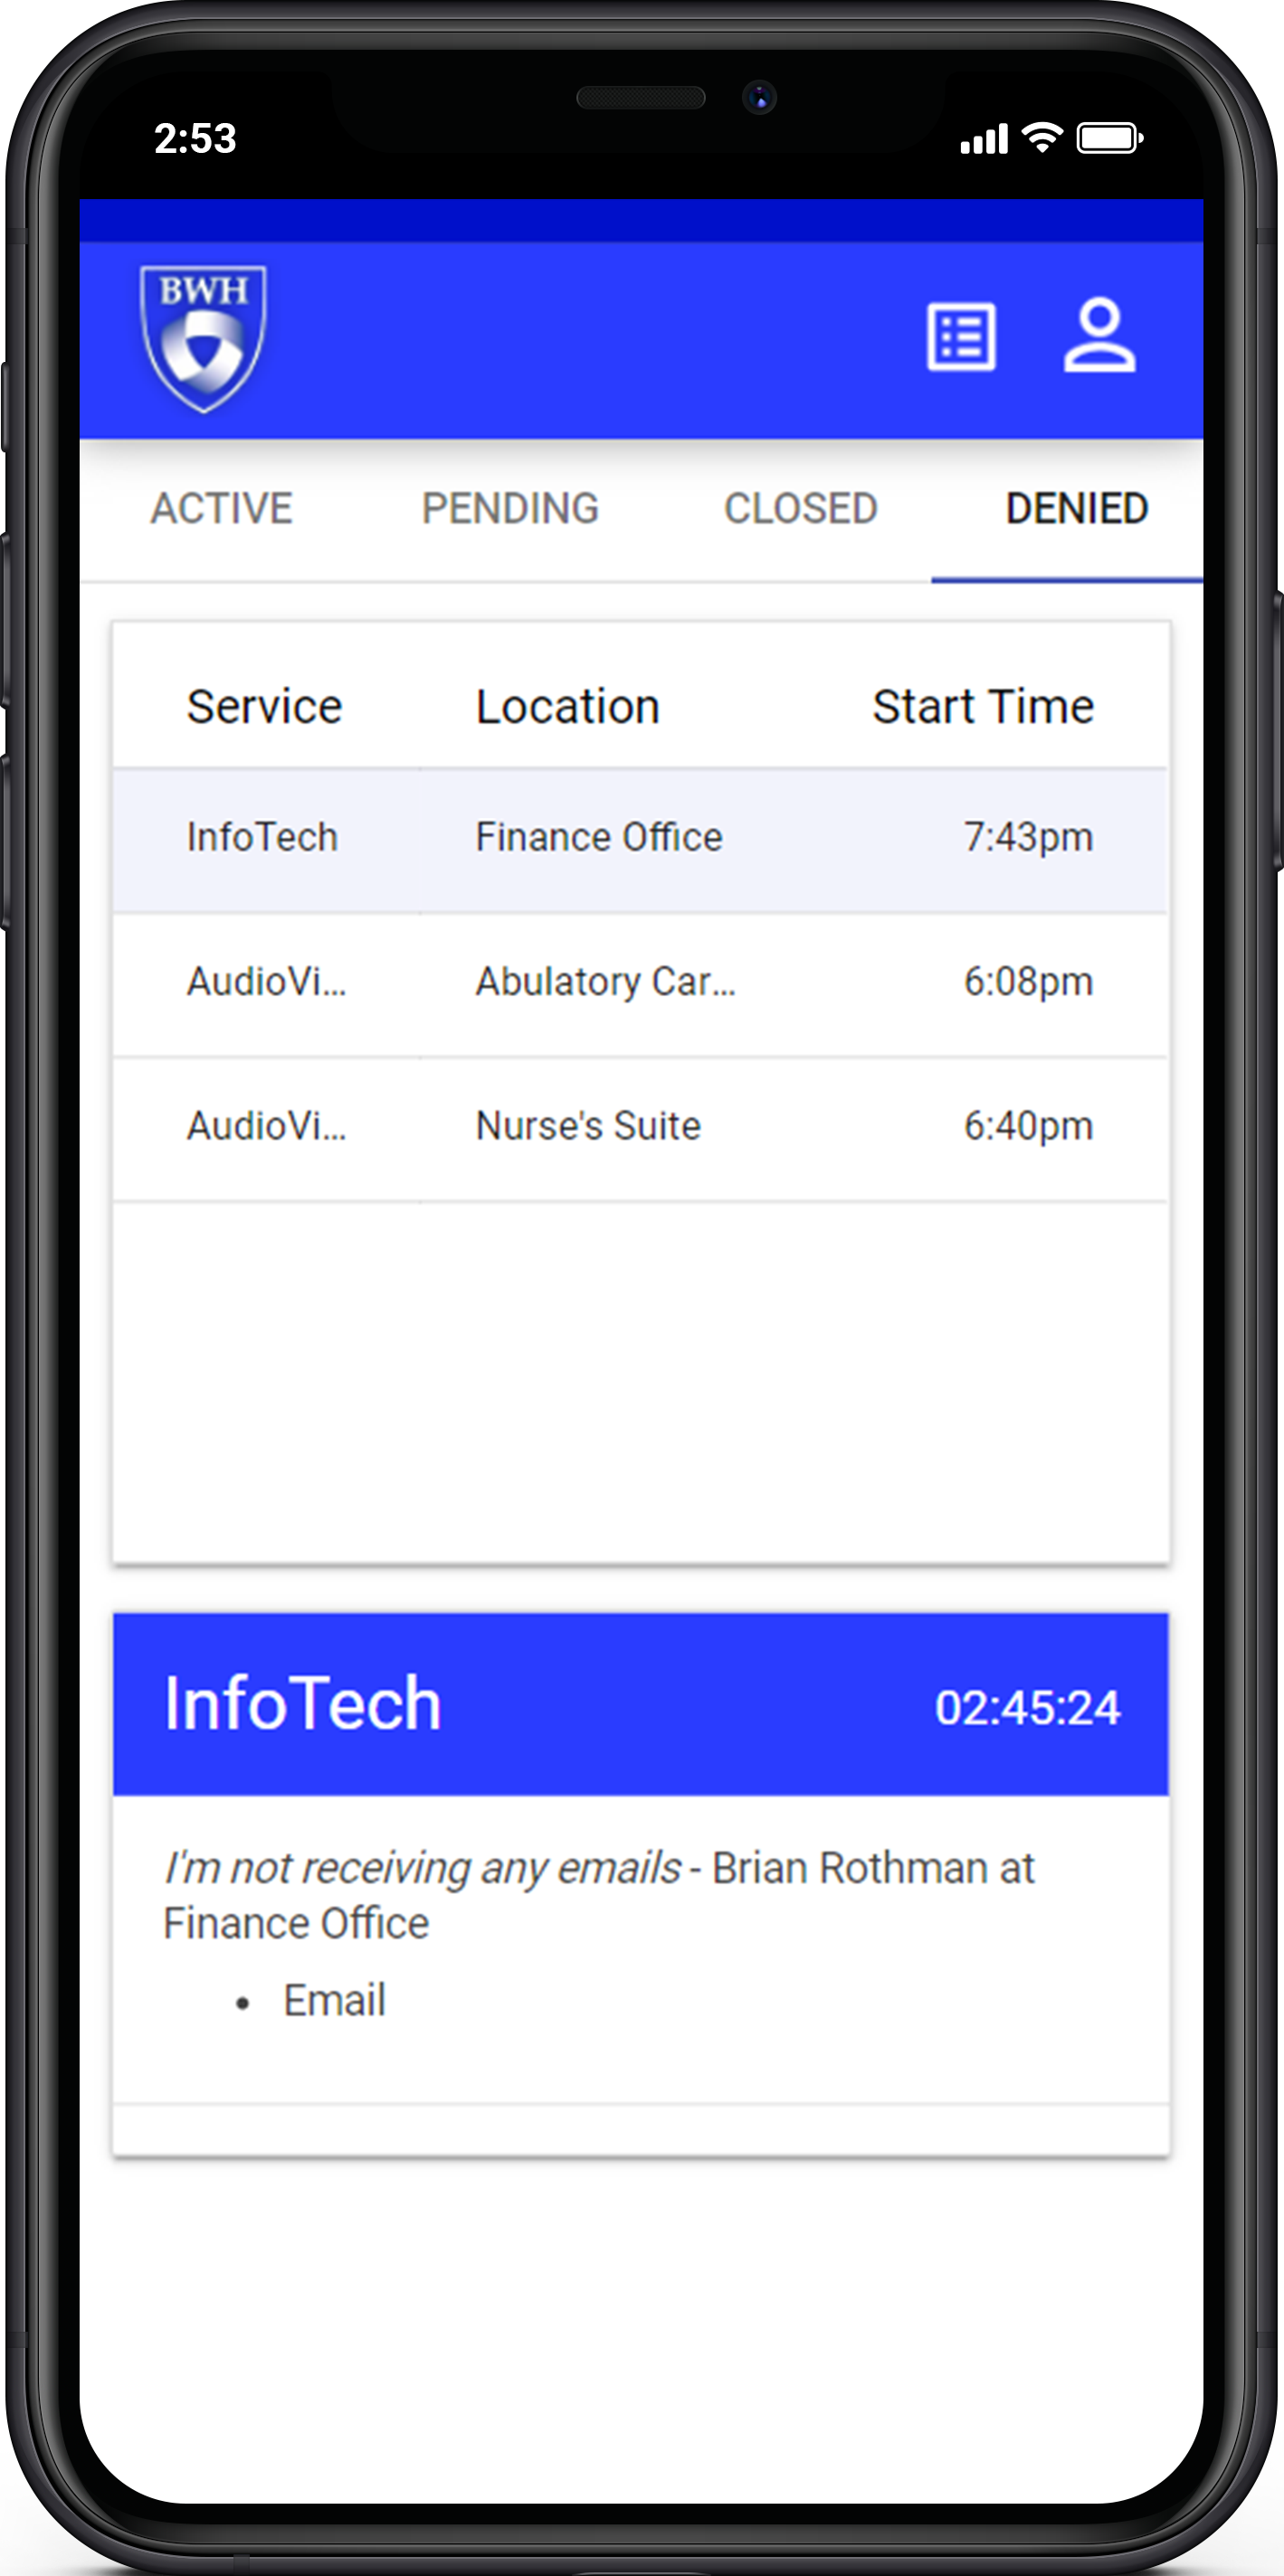 2:53
BWH
ACTIVE PENDING CLOSED DENIED
Service Location Start Time
InfoTech Finance Office 7:43pm
AudioVi... Abulatory Car... 6:08pm
AudioVi... Nurse's Suite 6:40pm
InfoTech 02:45:24
I'm not receiving any emails - Brian Rothman at
Finance Office
• Email